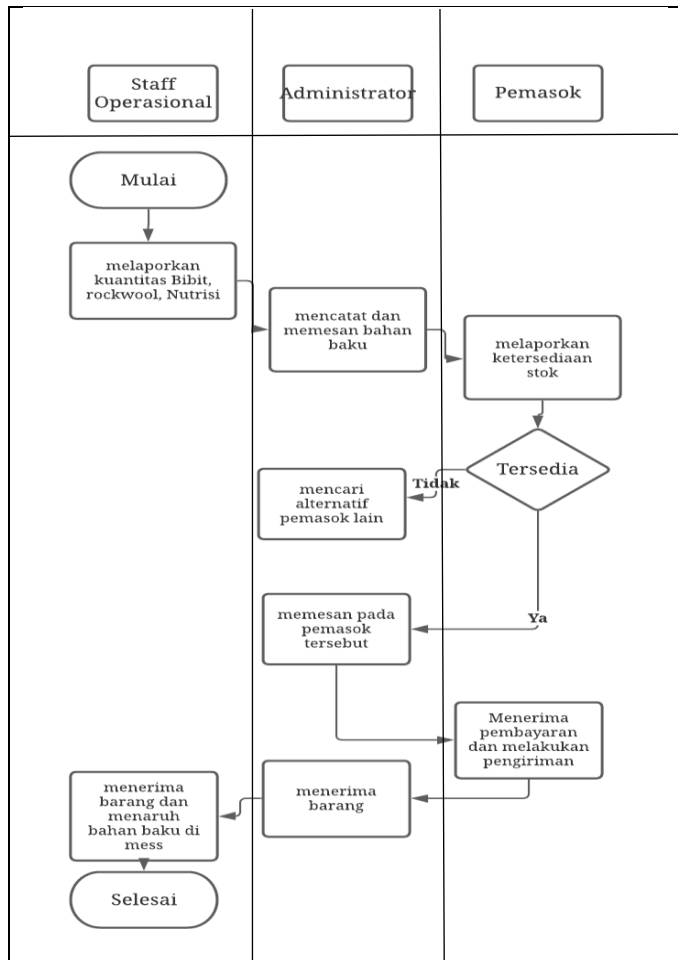 Staff
Operasional
Administrator
Pemasok
Mulai
melaporkan
kuantitas Bibit,
rockwool, Nutrisi
mencatat dan
memesan bahan
baku
melaporkan
ketersediaan
stok
Tersedia
Tidak
mencari
alternatif
pemasok lain
Ya
memesan pada
pemasok
tersebut
Menerima
pembayaran
dan melakukan
pengiriman
menerima
barang
menerima
barang dan
menaruh
bahan baku di
mess
Selesai